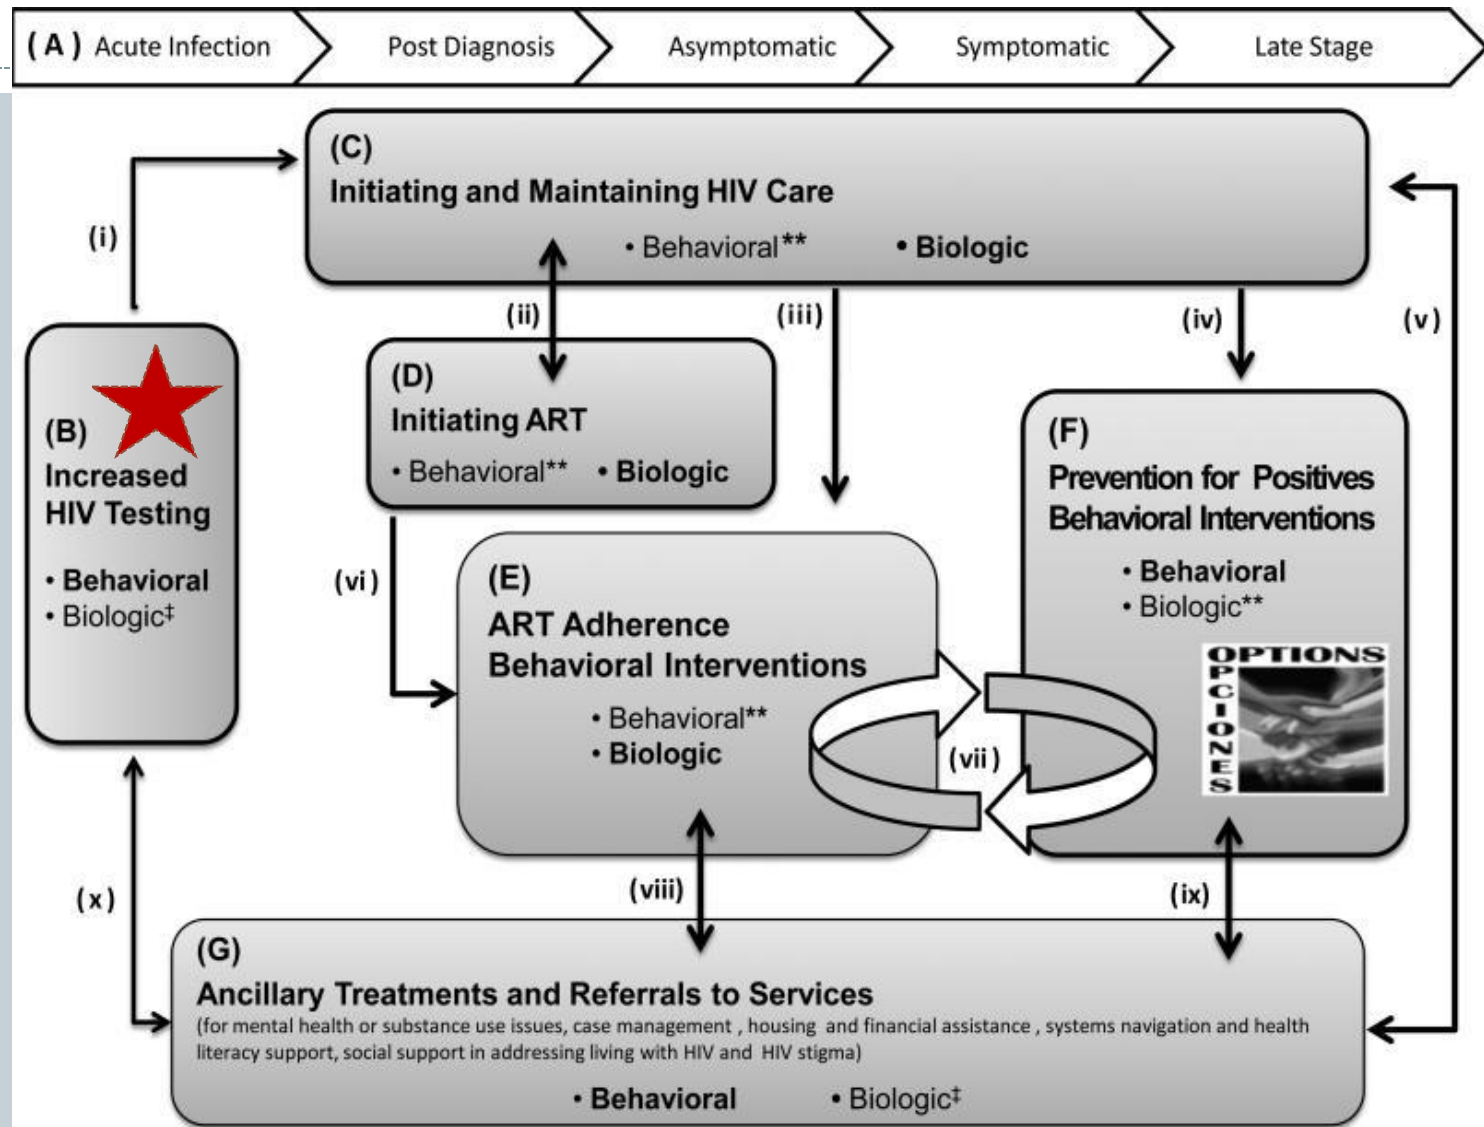 (A) Acute Infection
Post Diagnosis
Asymptomatic
Symptomatic
Late Stage
(C)
Initiating and Maintaining HIV Care
• Behavioral** • Biologic
(i)
(ii)
(iii)
(iv)
(v)
(B)
Increased
HIV Testing
• Behavioral
• Biologic‡
(D)
Initiating ART
• Behavioral** • Biologic
(vi)
(E)
ART Adherence
Behavioral Interventions
• Behavioral**
• Biologic
(vii)
(F)
Prevention for Positives
Behavioral Interventions
• Behavioral
• Biologic**
OPTIONS
OPCIONES
(viii)
(ix)
(x)
(G)
Ancillary Treatments and Referrals to Services
(for mental health or substance use issues, case management , housing and financial assistance , systems navigation and health
literacy support, social support in addressing living with HIV and HIV stigma)
• Behavioral • Biologic‡